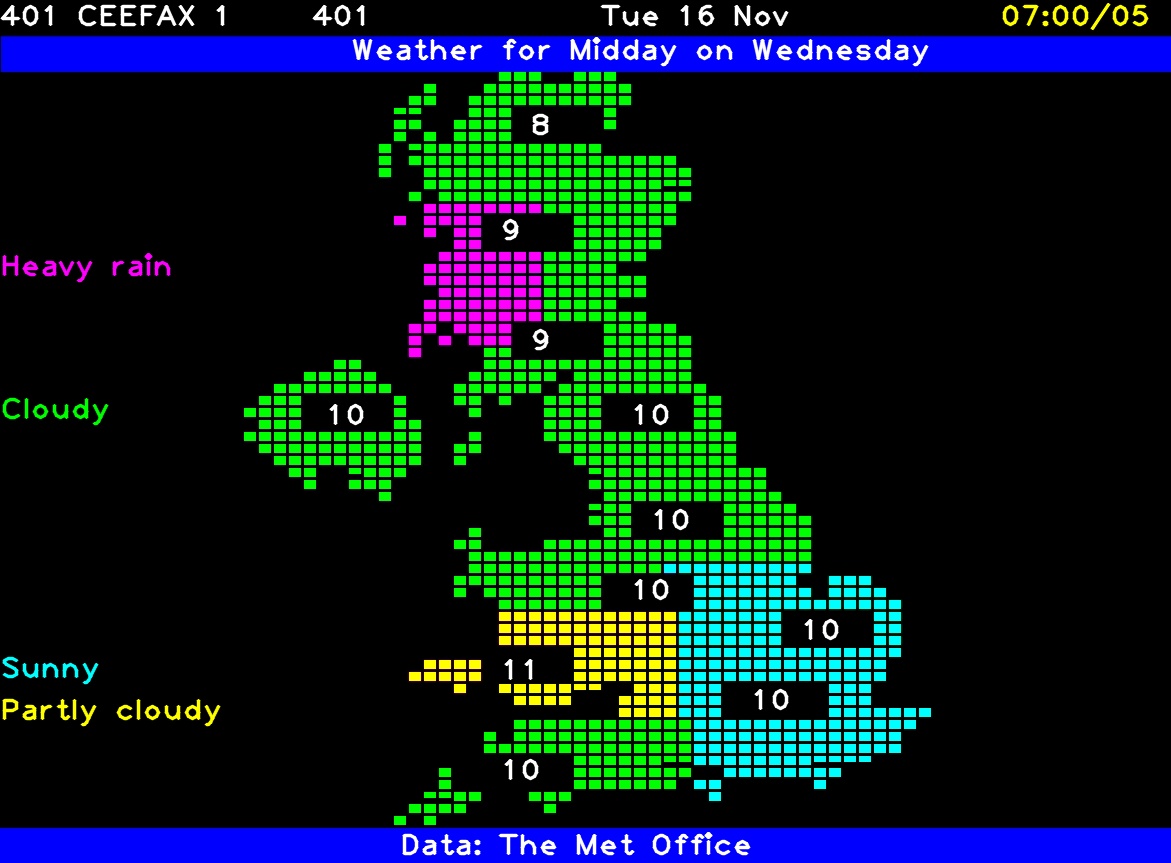 401 CEEFAX 1 401 Tue 16 Nov 07:00/05
Weather for Midday on Wednesday
8
9
Heavy rain
9
Cloudy
10 10
10
10
10
Sunny
11
Partly cloudy
10
10
Data: The Met Office